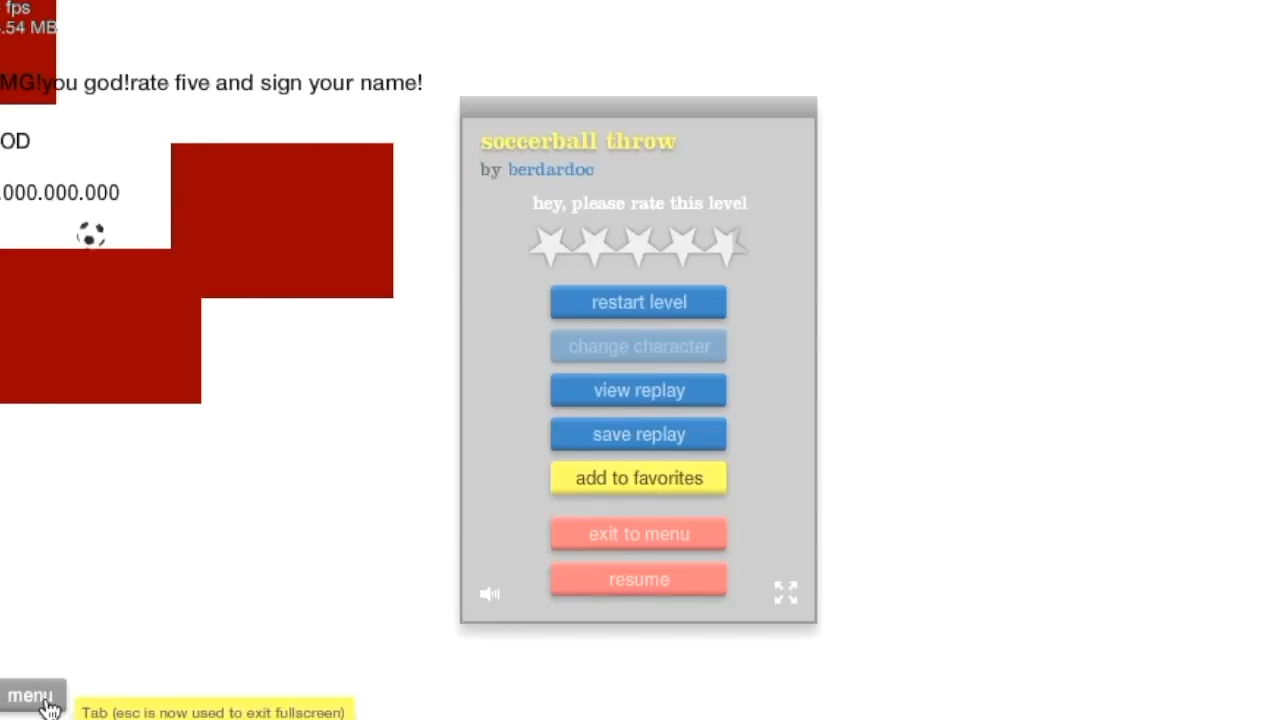 fps
.54 MB
MG!you god!rate five and sign your name!
OD
.000.000.000
soccerball throw
by berdardoc
hey, please rate this level
restart level
change character
view replay
save replay
add to favorites
exit to menu
resume
menu
Tab (esc is now used to exit fullscreen)